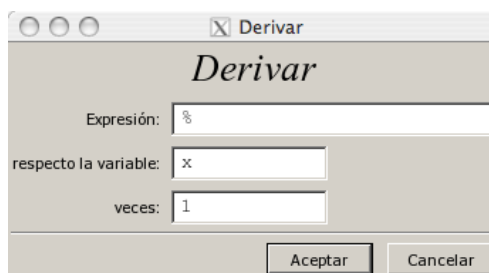 Derivar
Derivar
Expresión: %
respecto la variable: x
veces: 1
Aceptar Cancelar